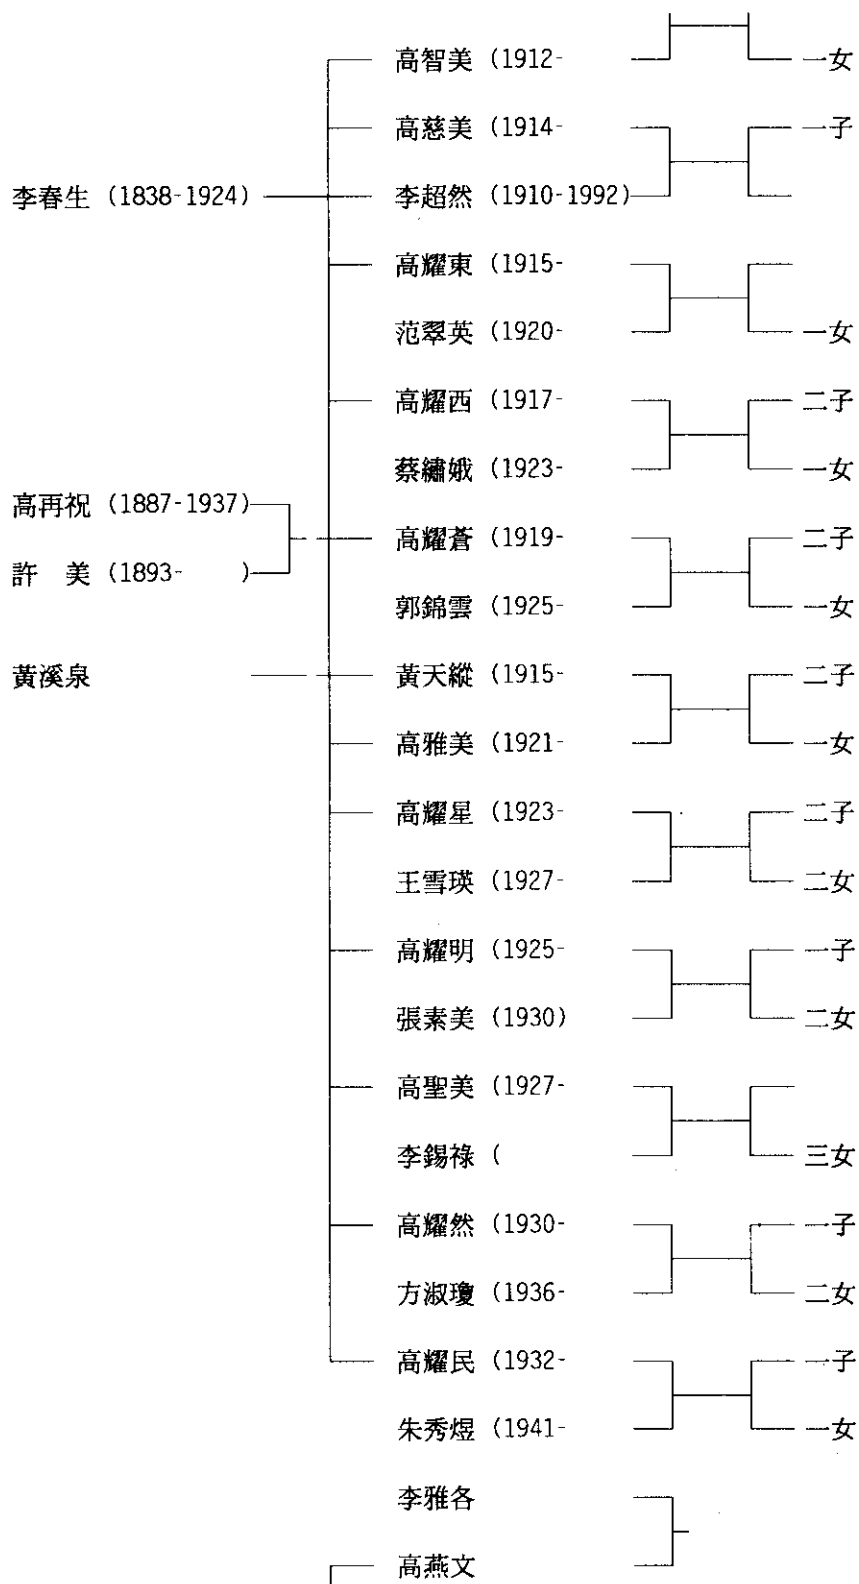 高智美 (1912- 一女
高慈美 (1914- 一子
李春生 (1838-1924) 李超然 (1910-1992)
高耀東 (1915-
范翠英 (1920- 一女
高耀西 (1917- 二子
蔡繡娥 (1923- 一女
高再祝 (1887-1937)
高耀蒼 (1919- 二子
許 美 (1893- )
郭錦雲 (1925- 一女
黃溪泉 黃天縱 (1915- 二子
高雅美 (1921- 一女
高耀星 (1923- 二子
王雪瑛 (1927- 二女
高耀明 (1925- 一子
張素美 (1930) 二女
高聖美 (1927-
李錫祿 ( 三女
高耀然 (1930- 一子
方淑瓊 (1936- 二女
高耀民 (1932- 一子
朱秀煜 (1941- 一女
李雅各
高燕文